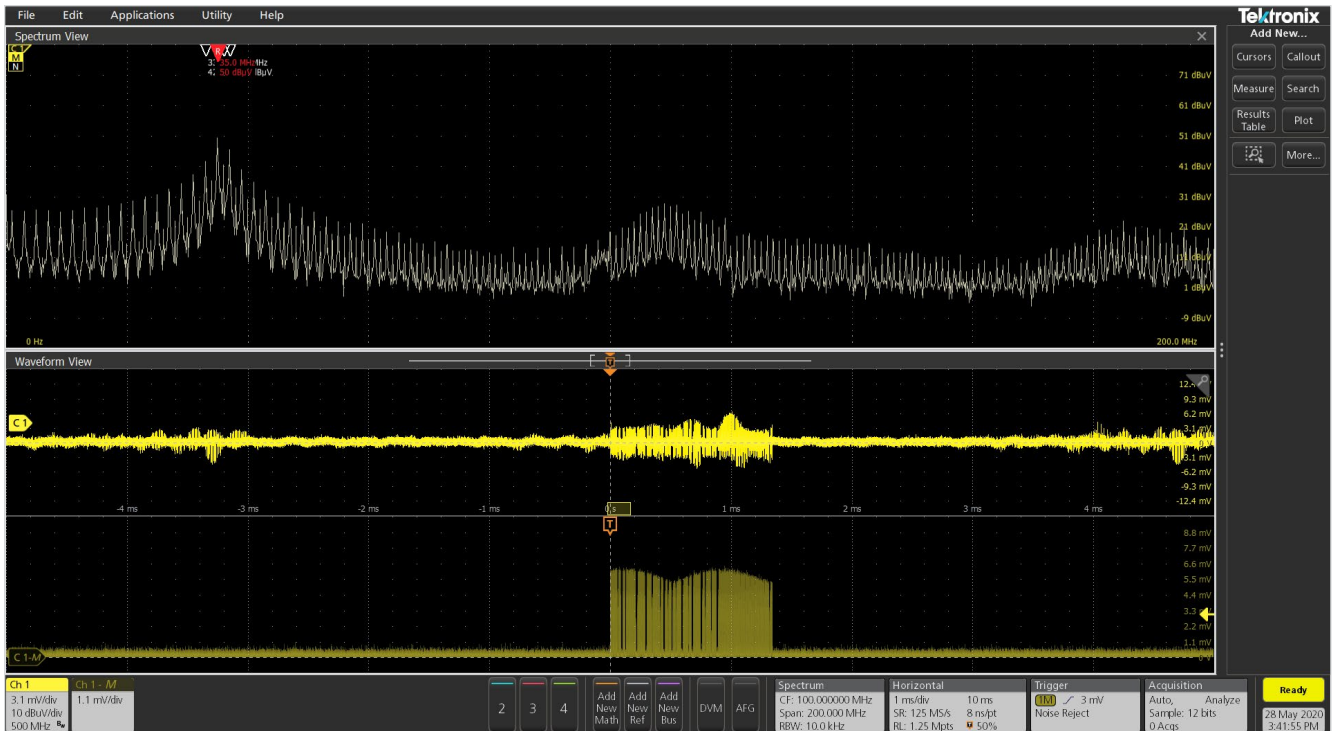 File Edit Applications Utility Help
Tektronix
Add New...
Spectrum View
C 1
M
N
R
35.0 MHz
50 dBµV
71 dBuV
61 dBuV
51 dBuV
41 dBuV
31 dBuV
21 dBuV
11 dBuV
1 dBuV
-9 dBuV
0 Hz
200.0 MHz
Cursors Callout
Measure Search
Results Table Plot
More...
Waveform View
T
C 1
9.3 mV
6.2 mV
3.1 mV
-3.1 mV
-6.2 mV
-9.3 mV
-12.4 mV
-4 ms -3 ms -2 ms -1 ms 0 s 1 ms 2 ms 3 ms 4 ms
T
8.8 mV
7.7 mV
6.6 mV
5.5 mV
4.4 mV
2.2 mV
1.1 mV
C 1-M
Ch 1
3.1 mV/div
10 dBuV/div
500 MHz Bw
Ch 1 - M
1.1 mV/div
2 3 4
Add New Math
Add New Ref
Add New Bus
DVM AFG
Spectrum
CF: 100.000000 MHz
Span: 200.000 MHz
RBW: 10.0 kHz
Horizontal
1 ms/div 10 ms
SR: 125 MS/s 8 ns/pt
RL: 1.25 Mpts 50%
Trigger
1M 3 mV
Noise Reject
Acquisition
Auto, Analyze
Sample: 12 bits
0 Acqs
Ready
28 May 2020
3:41:55 PM